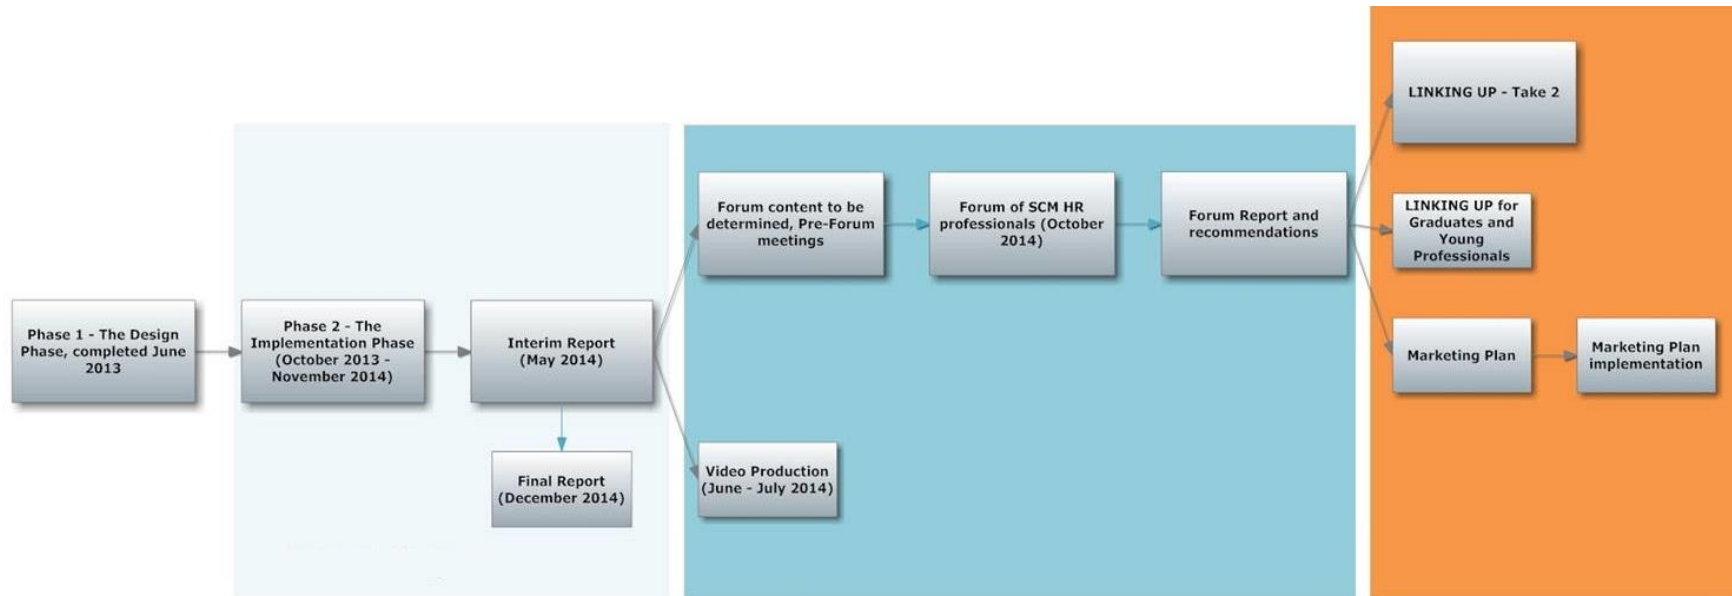 Phase 1 - The Design
Phase, completed June
2013
Phase 2 - The
Implementation Phase
(October 2013 -
November 2014)
Interim Report
(May 2014)
Final Report
(December 2014)
Forum content to be
determined, Pre-Forum
meetings
Forum of SCM HR
professionals (October
2014)
Forum Report and
recommendations
Video Production
(June - July 2014)
LINKING UP - Take 2
LINKING UP for
Graduates and
Young
Professionals
Marketing Plan
Marketing Plan
implementation